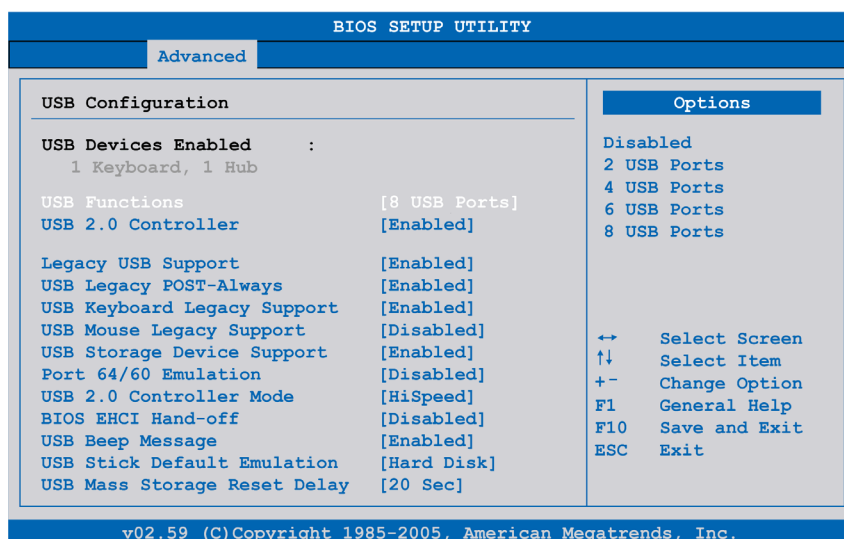 BIOS SETUP UTILITY
Advanced
USB Configuration
USB Devices Enabled :
1 Keyboard, 1 Hub
USB Functions [8 USB Ports]
USB 2.0 Controller [Enabled]
Legacy USB Support [Enabled]
USB Legacy POST-Always [Enabled]
USB Keyboard Legacy Support [Enabled]
USB Mouse Legacy Support [Disabled]
USB Storage Device Support [Enabled]
Port 64/60 Emulation [Disabled]
USB 2.0 Controller Mode [HiSpeed]
BIOS EHCI Hand-off [Disabled]
USB Beep Message [Enabled]
USB Stick Default Emulation [Hard Disk]
USB Mass Storage Reset Delay [20 Sec]
Options
Disabled
2 USB Ports
4 USB Ports
6 USB Ports
8 USB Ports
↔ Select Screen
↑↓ Select Item
+- Change Option
F1 General Help
F10 Save and Exit
ESC Exit
v02.59 (C)Copyright 1985-2005, American Megatrends, Inc.